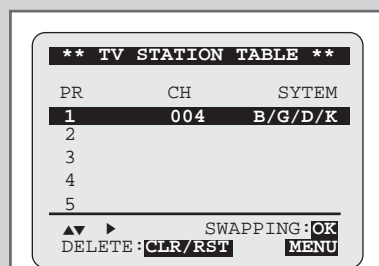 ** TV STATION TABLE **
PR CH SYTEM
1 004 B/G/D/K
2
3
4
5
▲▼ ▶ SWAPPING:OK
DELETE:CLR/RST MENU